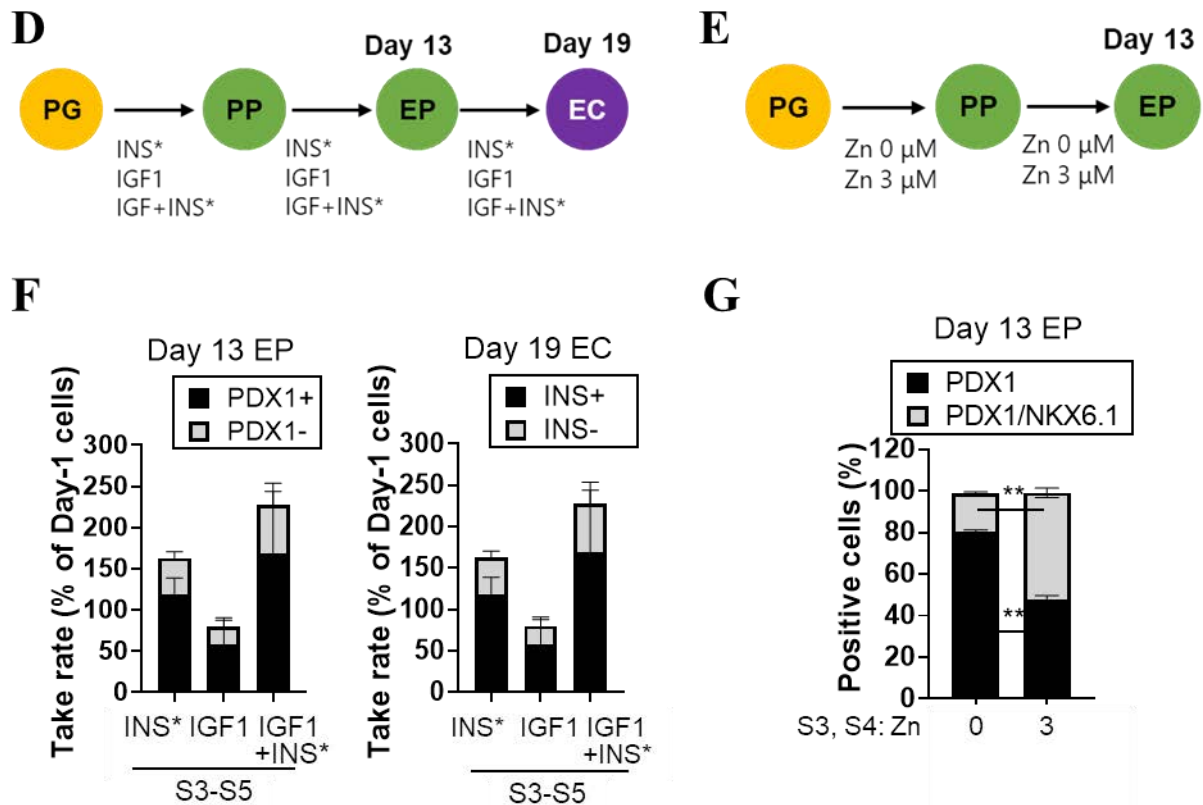 D
Day 13
Day 19
PG
PP
EP
EC
INS*
IGF1
IGF+INS*
INS*
IGF1
IGF+INS*
INS*
IGF1
IGF+INS*
E
Day 13
PG
PP
EP
Zn 0 μM
Zn 3 μM
Zn 0 μM
Zn 3 μM
F
Day 13 EP
PDX1+
PDX1-
Take rate (% of Day-1 cells)
300
250
200
150
100
50
0
INS*
IGF1
IGF1
+INS*
S3-S5
Day 19 EC
INS+
INS-
Take rate (% of Day-1 cells)
300
250
200
150
100
50
0
INS*
IGF1
IGF1
+INS*
S3-S5
G
Day 13 EP
PDX1
PDX1/NKX6.1
Positive cells (%)
120
100
80
60
40
20
0
**
**
S3, S4: Zn
0
3